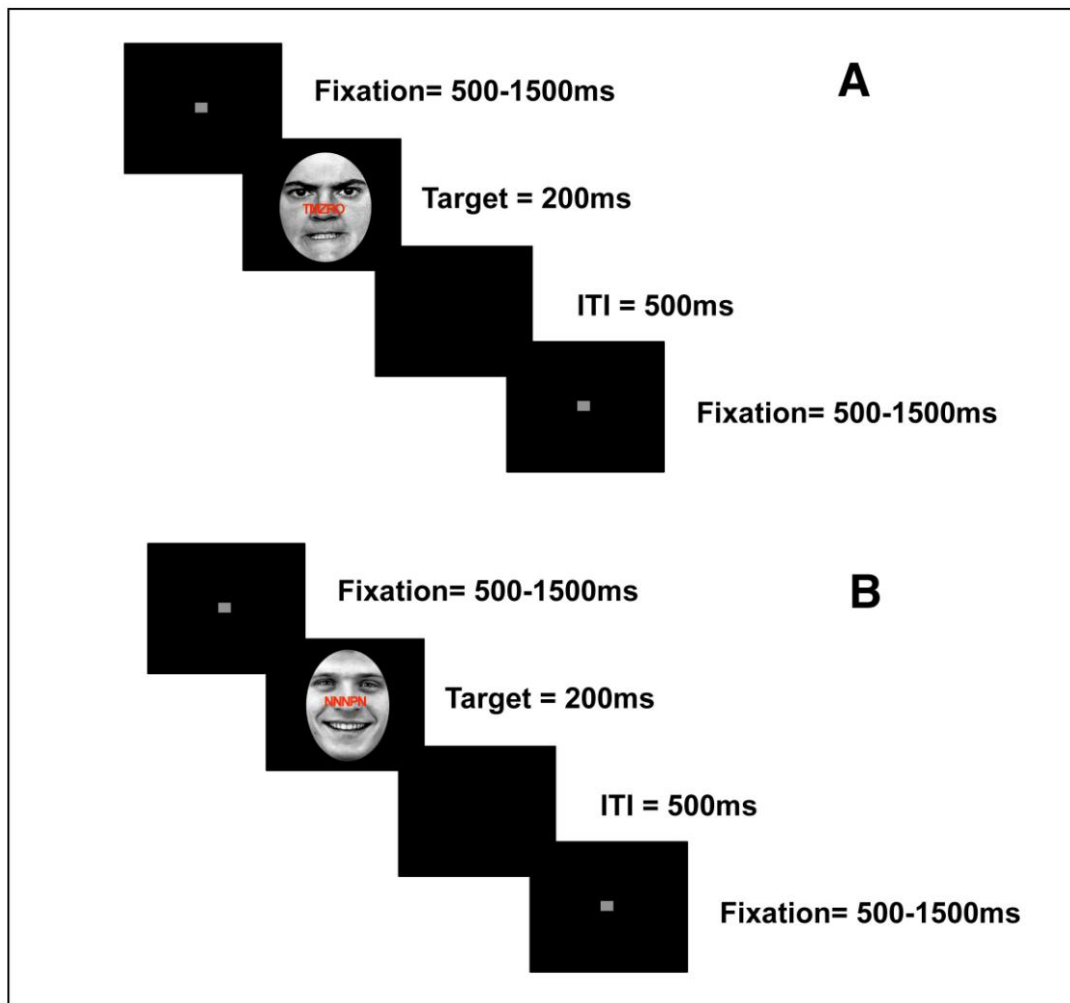 A
Fixation= 500-1500ms
Target = 200ms
ITI = 500ms
Fixation= 500-1500ms
B
Fixation= 500-1500ms
NNNPN
Target = 200ms
ITI = 500ms
Fixation= 500-1500ms